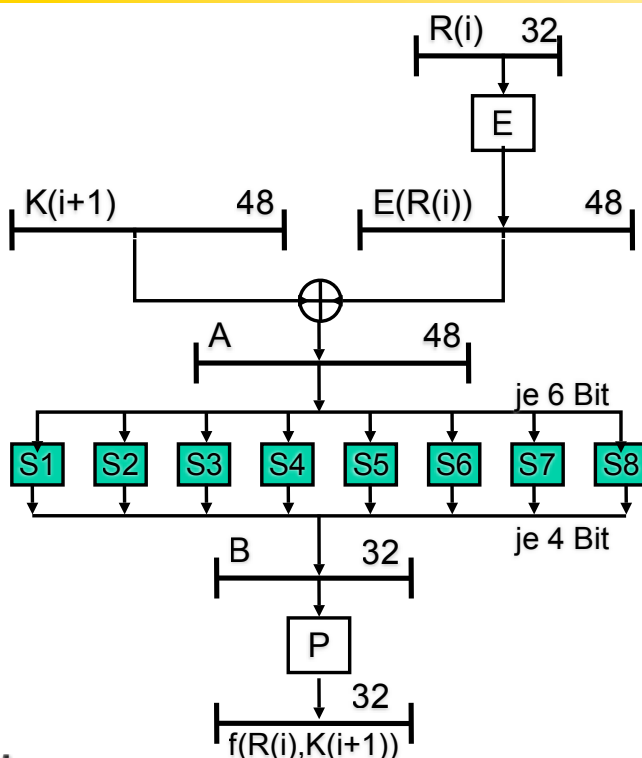 R(i) 32
E
K(i+1) 48 E(R(i)) 48
A 48
je 6 Bit
S1 S2 S3 S4 S5 S6 S7 S8
je 4 Bit
B 32
P
32
f(R(i),K(i+1))